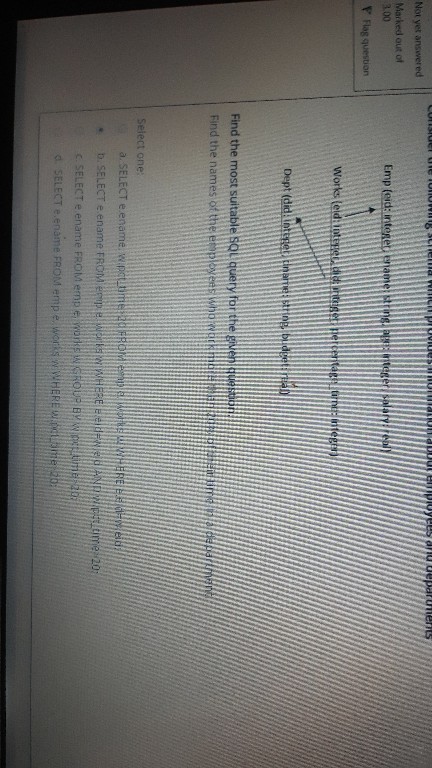 Not yet answered
Marked out of
3.00
Flag question
Consider the following schema which provides information about employees and departments
Emp (eid: integer, ename: string, age: integer, salary: real)
Works (eid: integer, did: integer, percentage_time: integer)
Dept (did: integer, dname: string, budget: real)
Find the most suitable SQL query for the given question:
Find the names of the employees who work more than 20% of their time in a department.
Select one:
a. SELECT e.ename, w.pct_time>20 FROM emp e, works w WHERE e.eid=w.eid
b. SELECT e.ename FROM emp e, works w WHERE e.eid=w.eid AND w.pct_time>20;
c. SELECT e.ename FROM emp e, works w GROUP BY w.pct_time>20;
d. SELECT e.ename FROM emp e, works w WHERE w.pct_time>20;